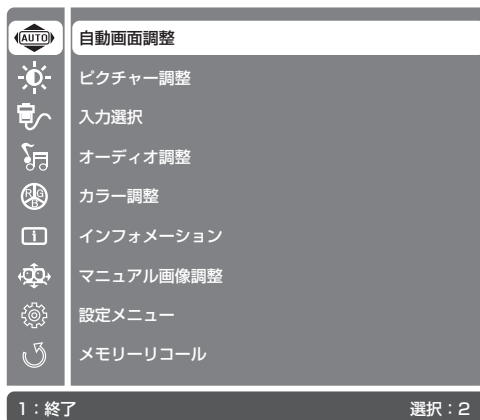 AUTO 自動画面調整
ピクチャー調整
入力選択
オーディオ調整
R G B カラー調整
i インフォメーション
マニュアル画像調整
設定メニュー
メモリーリコール
1：終了 選択：2